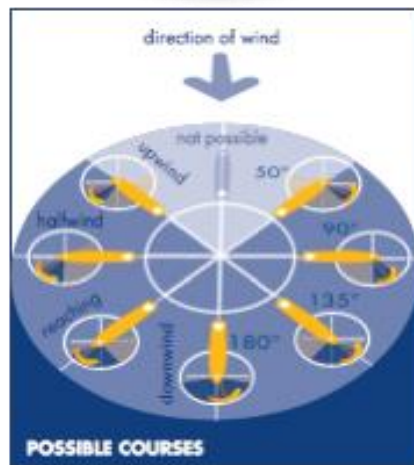 direction of wind
not possible
upwind
50°
halfwind
90°
reaching
135°
downwind
180°
POSSIBLE COURSES